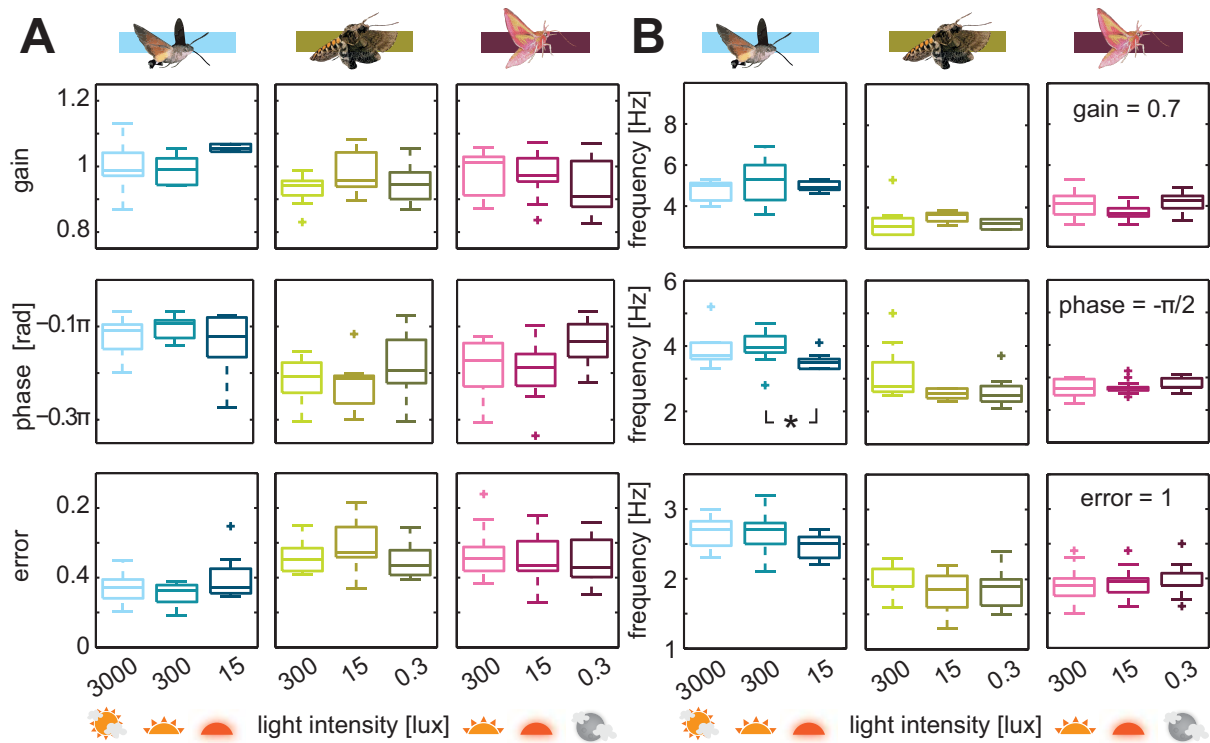 A
B
gain
1.2
1
0.8
frequency [Hz]
8
6
4
gain = 0.7
phase [rad]
−0.1π
−0.3π
frequency [Hz]
6
4
2
*
phase = -π/2
error
0.2
0.4
0
frequency [Hz]
3
2
1
error = 1
3000 300 15 300 15 0.3 300 15 0.3 3000 300 15 300 15 0.3 300 15 0.3
light intensity [lux] light intensity [lux]